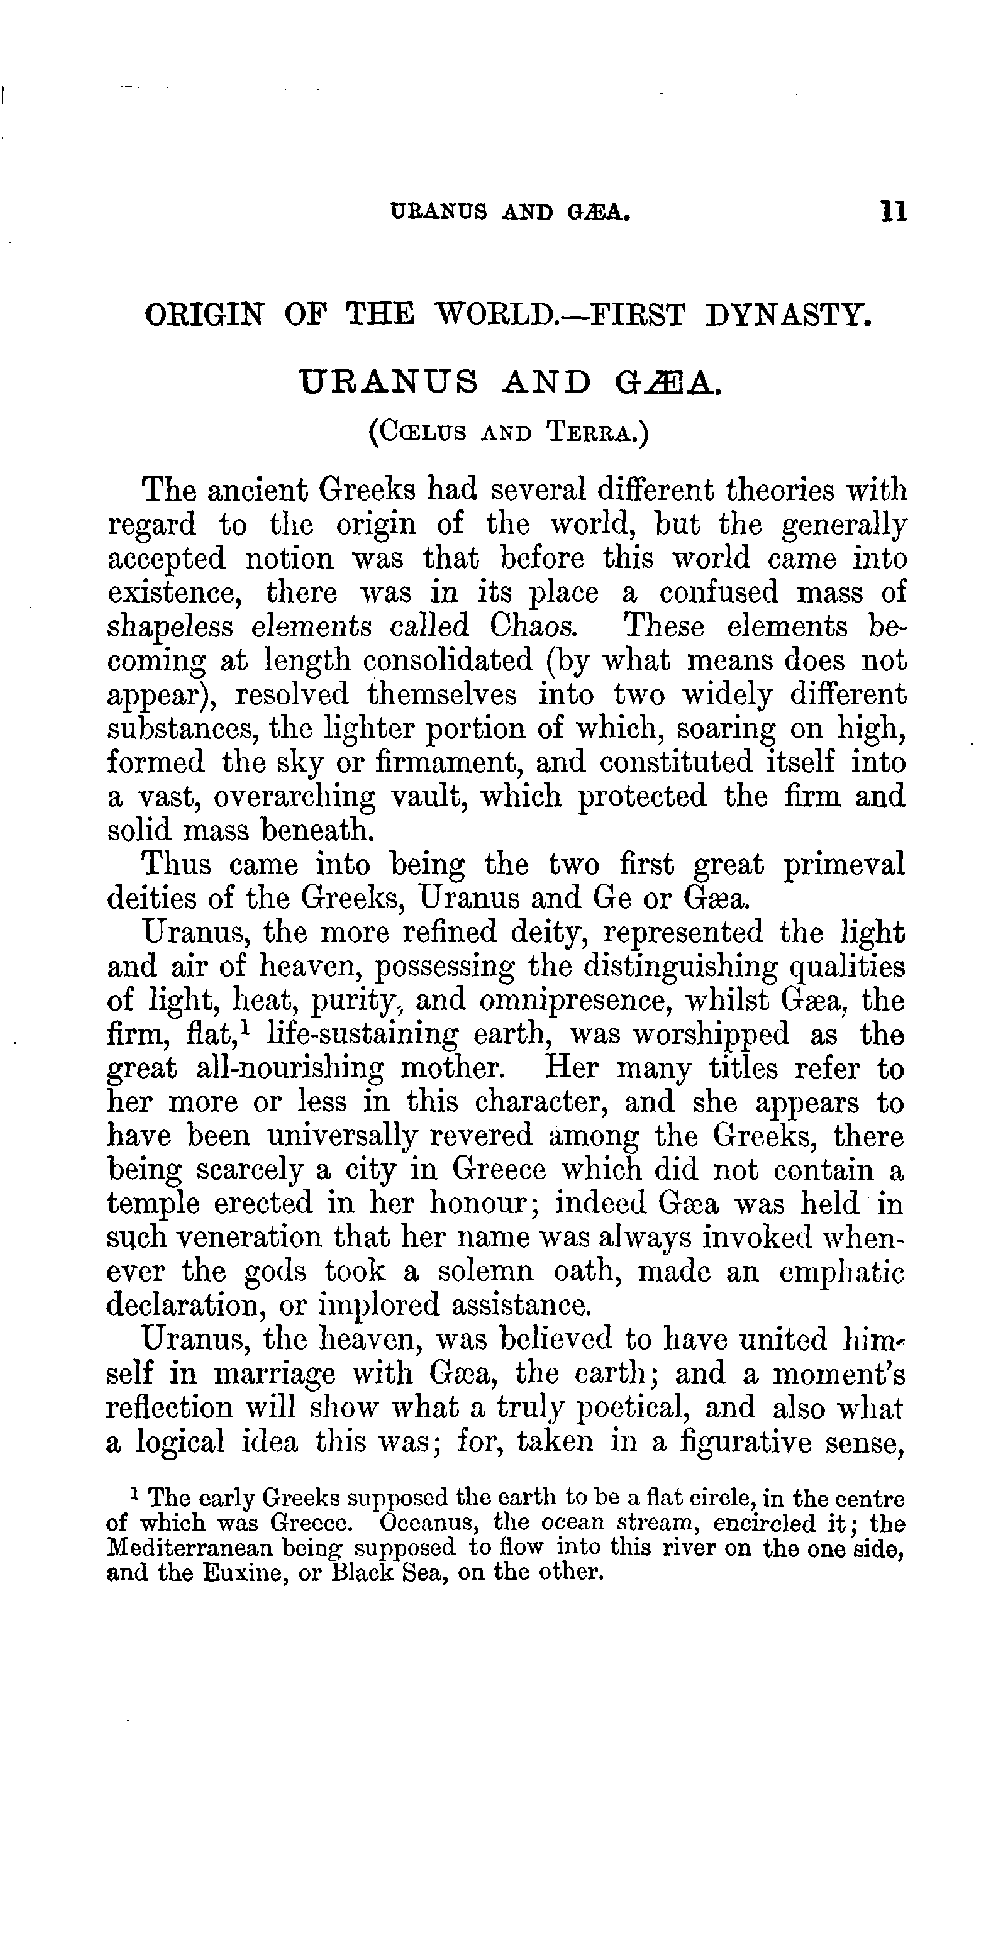 URANUS AND GÆA. 11
ORIGIN OF THE WORLD.—FIRST DYNASTY.
URANUS AND GÆA.
(CŒLUS AND TERRA.)
The ancient Greeks had several different theories with
regard to the origin of the world, but the generally
accepted notion was that before this world came into
existence, there was in its place a confused mass of
shapeless elements called Chaos. These elements be-
coming at length consolidated (by what means does not
appear), resolved themselves into two widely different
substances, the lighter portion of which, soaring on high,
formed the sky or firmament, and constituted itself into
a vast, overarching vault, which protected the firm and
solid mass beneath.
Thus came into being the two first great primeval
deities of the Greeks, Uranus and Ge or Gæa.
Uranus, the more refined deity, represented the light
and air of heaven, possessing the distinguishing qualities
of light, heat, purity, and omnipresence, whilst Gæa, the
firm, flat,¹ life-sustaining earth, was worshipped as the
great all-nourishing mother. Her many titles refer to
her more or less in this character, and she appears to
have been universally revered among the Greeks, there
being scarcely a city in Greece which did not contain a
temple erected in her honour; indeed Gæa was held in
such veneration that her name was always invoked when-
ever the gods took a solemn oath, made an emphatic
declaration, or implored assistance.
Uranus, the heaven, was believed to have united him-
self in marriage with Gæa, the earth; and a moment's
reflection will show what a truly poetical, and also what
a logical idea this was; for, taken in a figurative sense,
¹ The early Greeks supposed the earth to be a flat circle, in the centre
of which was Greece. Oceanus, the ocean stream, encircled it; the
Mediterranean being supposed to flow into this river on the one side,
and the Euxine, or Black Sea, on the other.